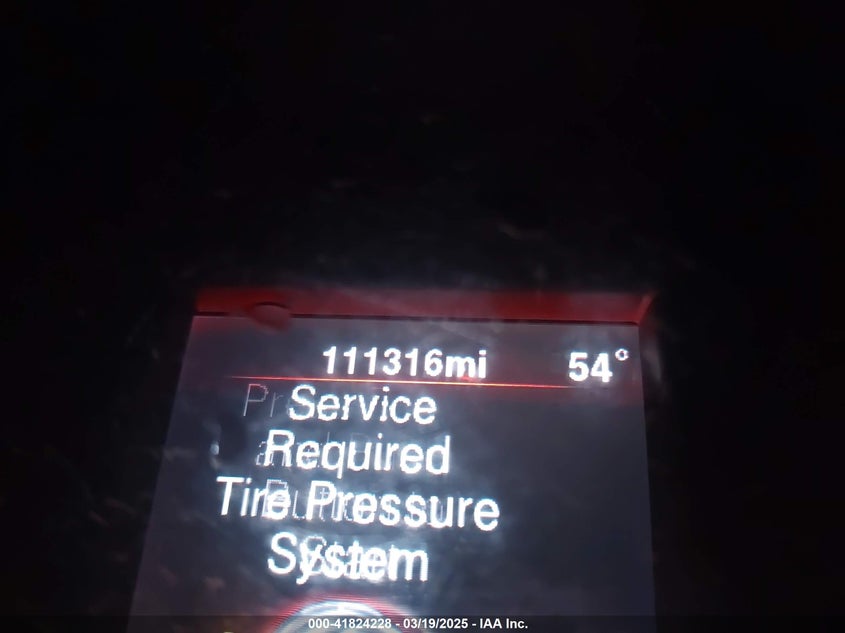 111316mi 54°
Service
Required
Tire Pressure
System
000-41824228 - 03/19/2025 - IAA Inc.